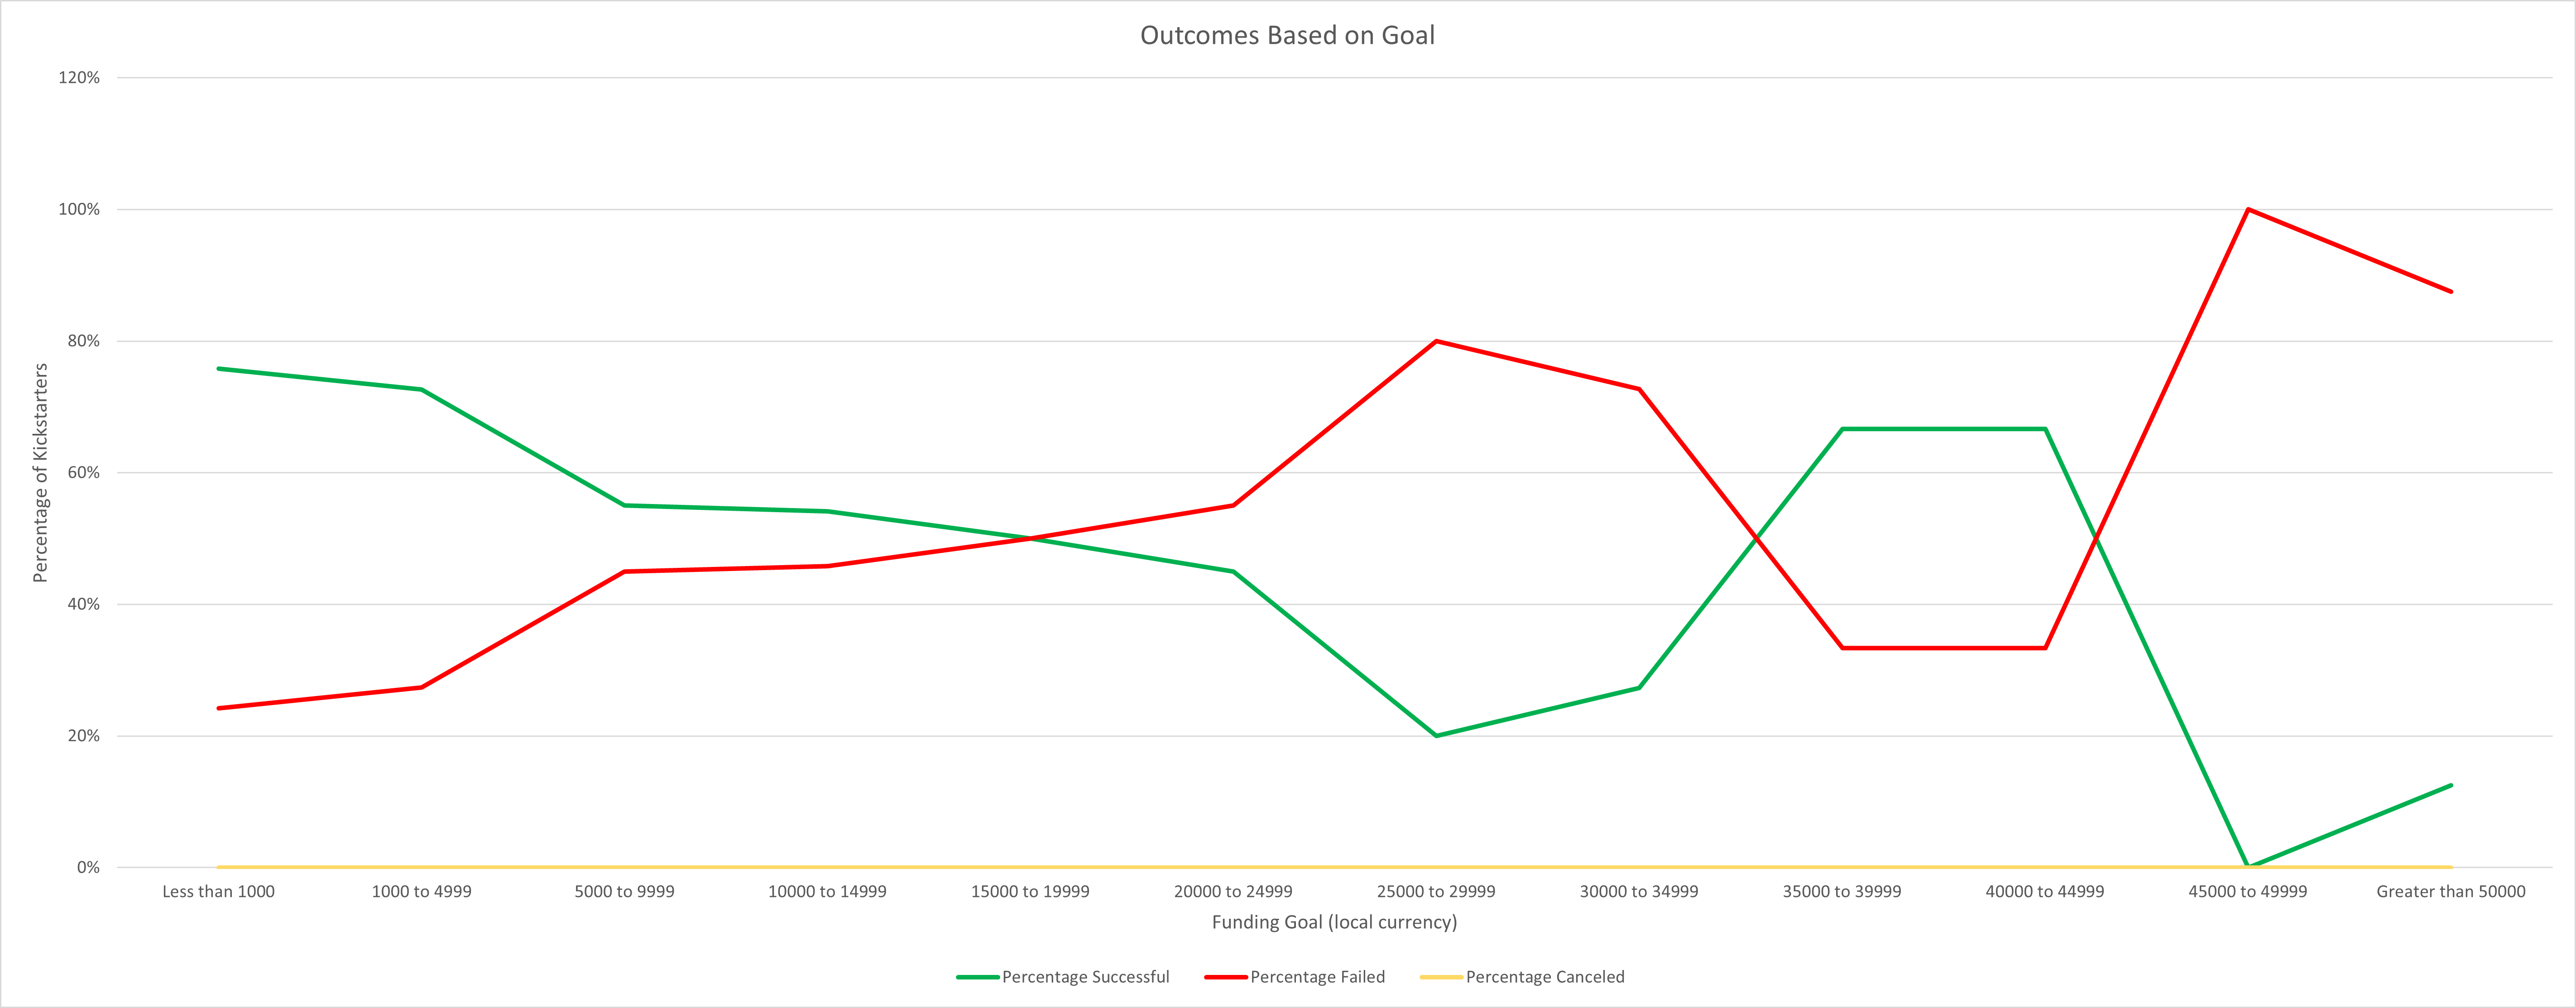 Outcomes Based on Goal
120%
100%
80%
60%
40%
20%
0%
Percentage of Kickstarters
Less than 1000 1000 to 4999 5000 to 9999 10000 to 14999 15000 to 19999 20000 to 24999 25000 to 29999 30000 to 34999 35000 to 39999 40000 to 44999 45000 to 49999 Greater than 50000
Funding Goal (local currency)
Percentage Successful Percentage Failed Percentage Canceled